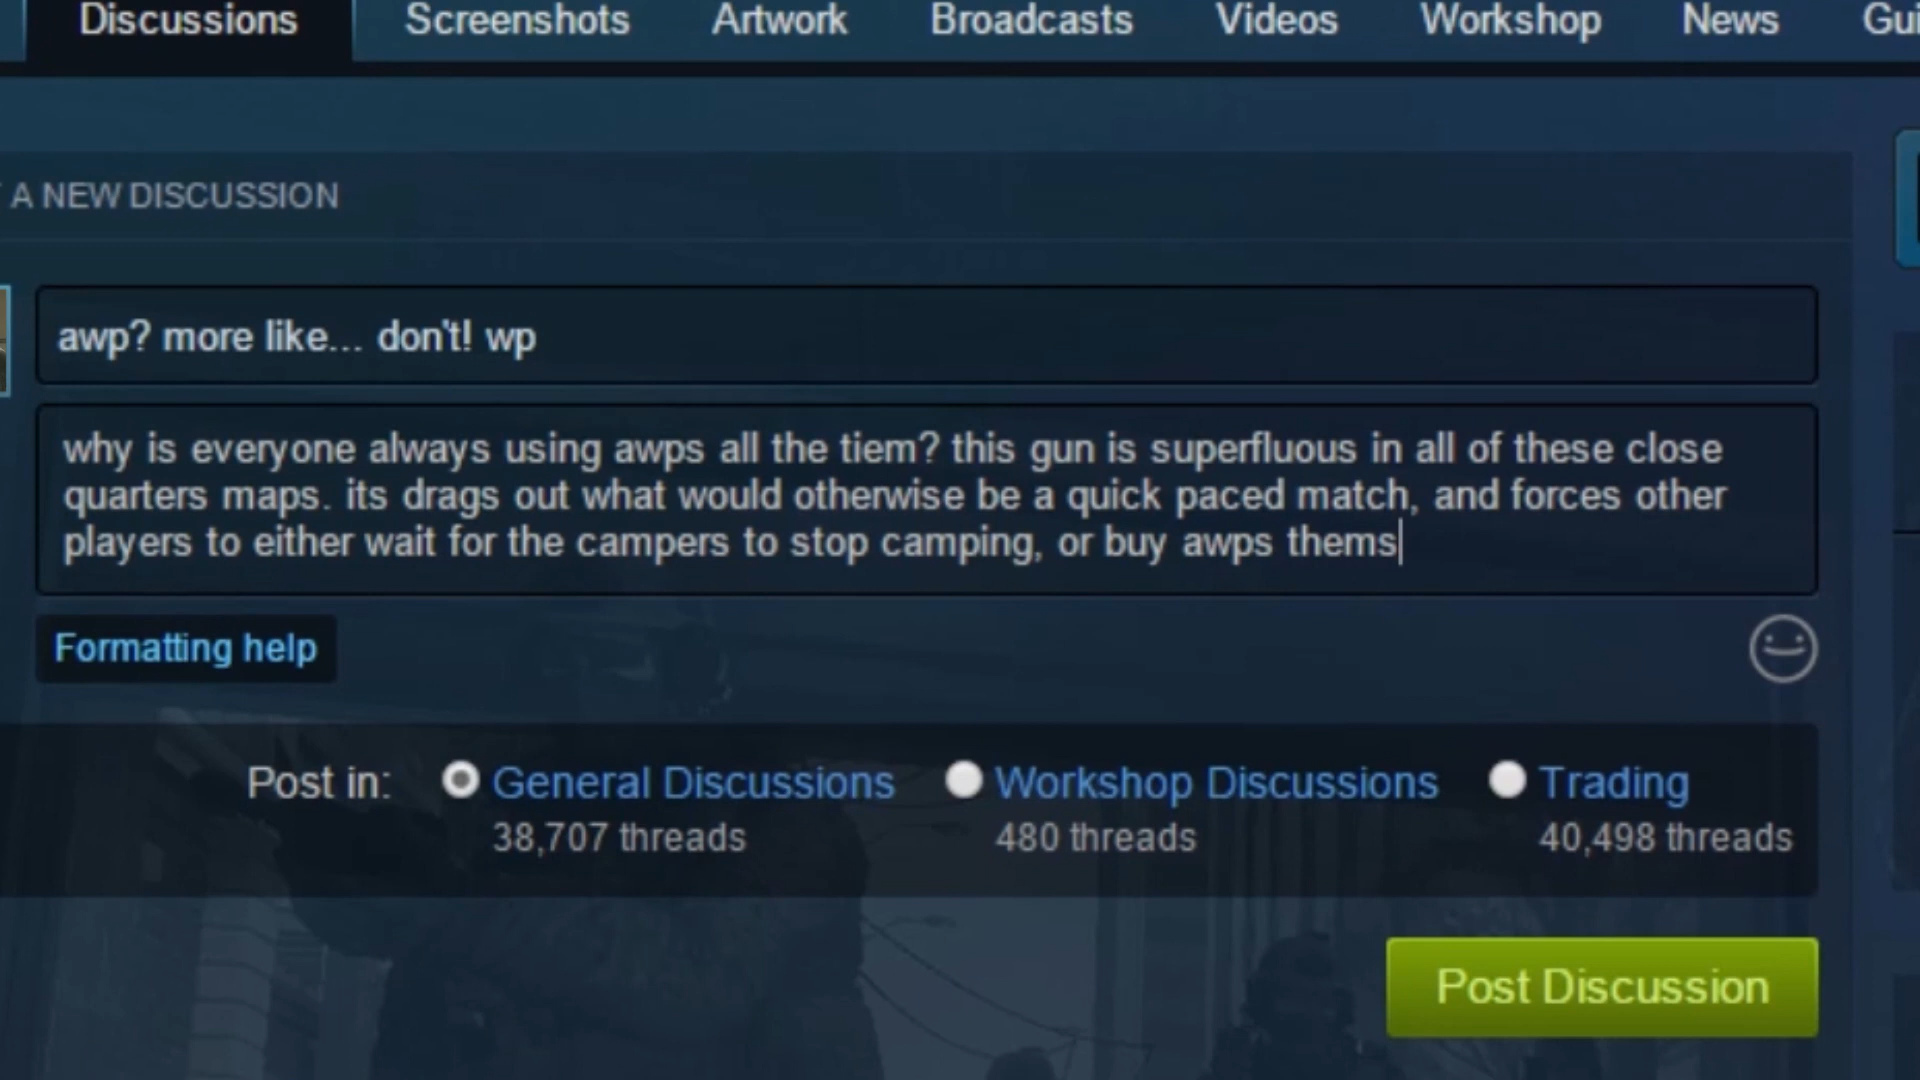 Discussions Screenshots Artwork Broadcasts Videos Workshop News
A NEW DISCUSSION
awp? more like... don't! wp
why is everyone always using awps all the tiem? this gun is superfluous in all of these close
quarters maps. its drags out what would otherwise be a quick paced match, and forces other
players to either wait for the campers to stop camping, or buy awps thems
Formatting help
Post in: General Discussions Workshop Discussions Trading
38,707 threads 480 threads 40,498 threads
Post Discussion